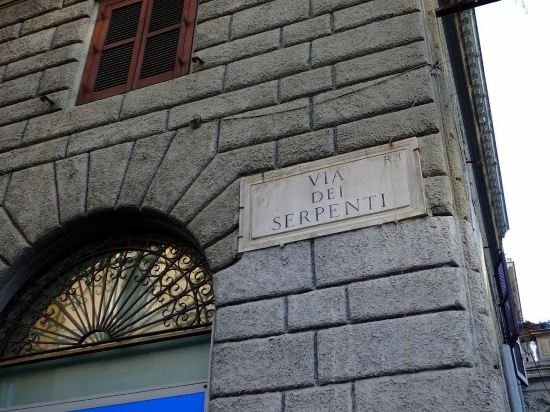 R. I
VIA
DEI
SERPENTI